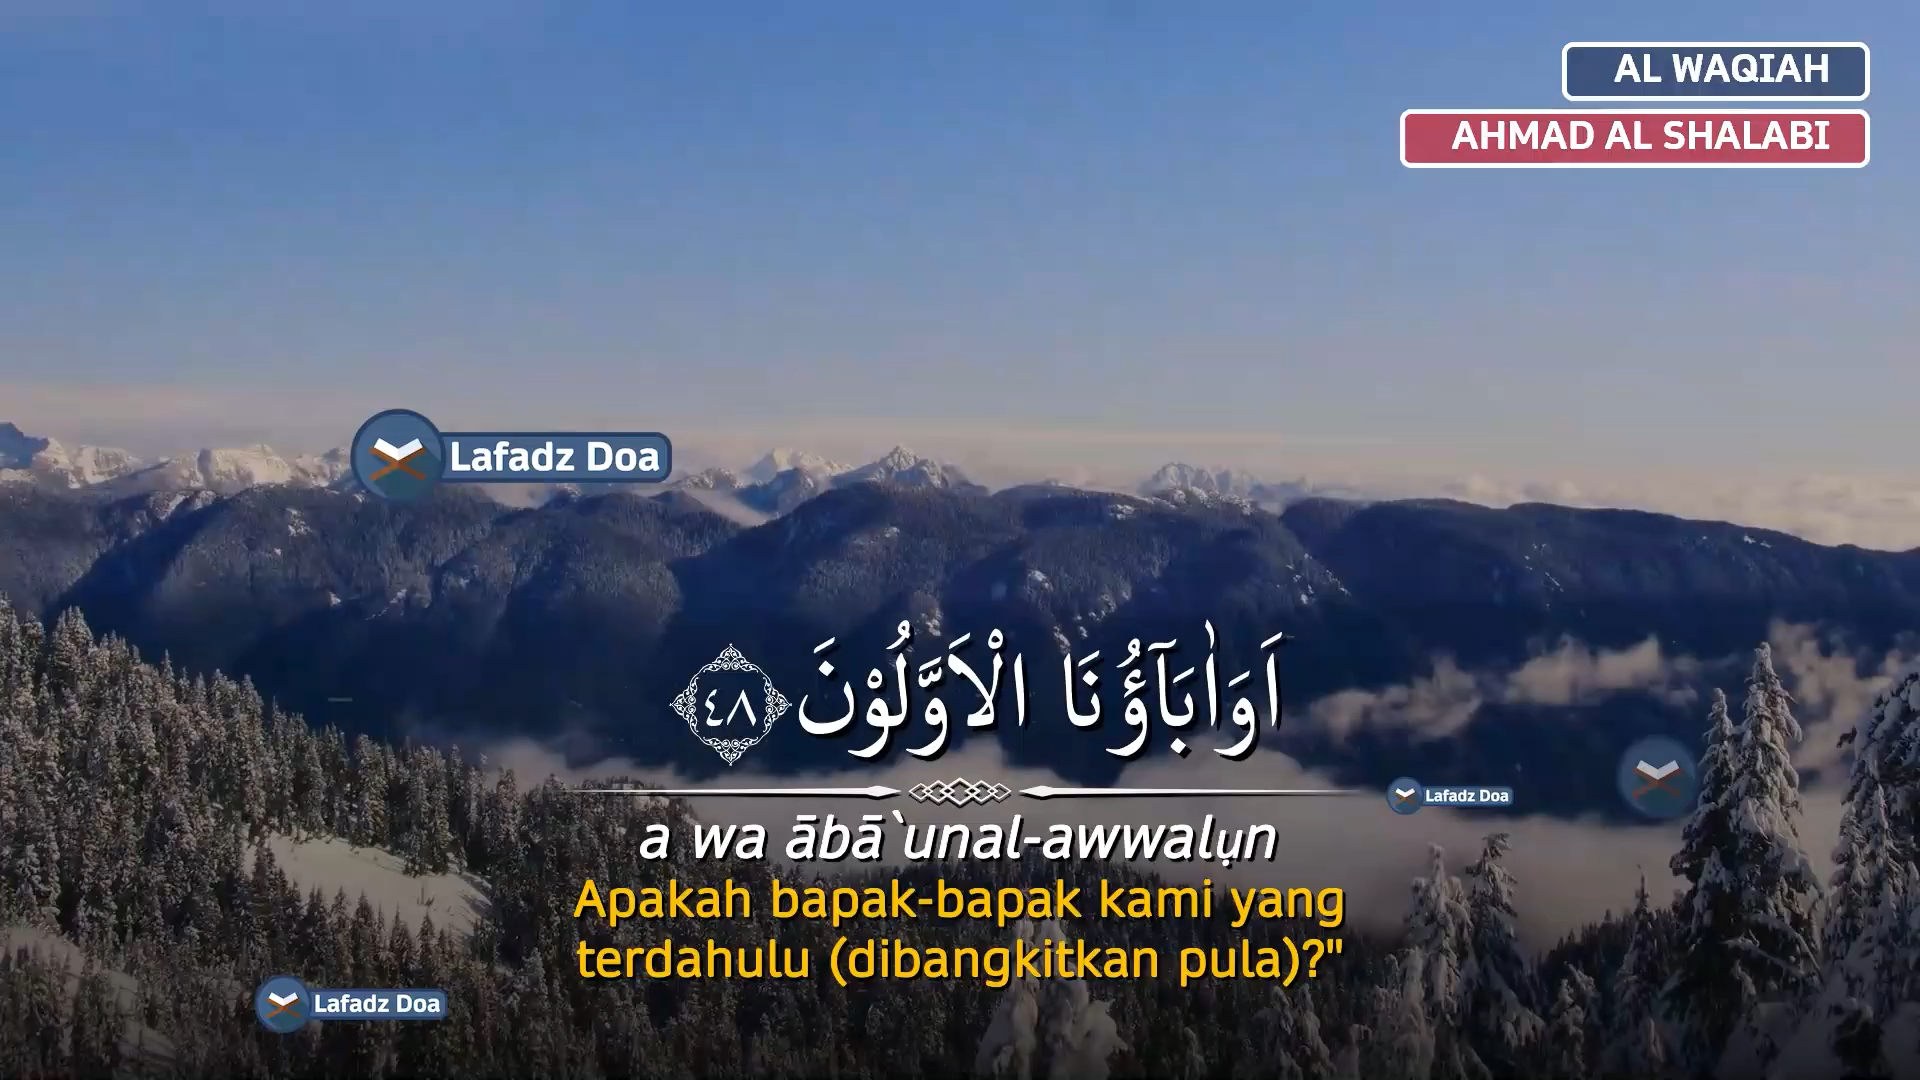 AL WAQIAH
AHMAD AL SHALABI
Lafadz Doa
اَوَاٰبَاۤؤُنَا الْاَوَّلُوْنَ ٤٨
Lafadz Doa
a wa ābā`unal-awwalụn
Apakah bapak-bapak kami yang
terdahulu (dibangkitkan pula)?"
Lafadz Doa